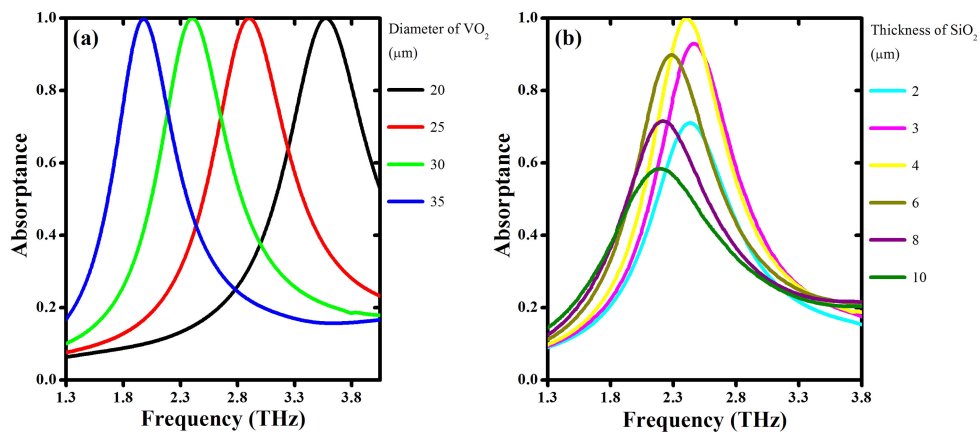 (a)
Diameter of VO₂
(μm)
20
25
30
35
1.0
0.8
0.6
0.4
0.2
0.0
Absorptance
1.3 1.8 2.3 2.8 3.3 3.8
Frequency (THz)
(b)
Thickness of SiO₂
(μm)
2
3
4
6
8
10
1.0
0.8
0.6
0.4
0.2
0.0
Absorptance
1.3 1.8 2.3 2.8 3.3 3.8
Frequency (THz)